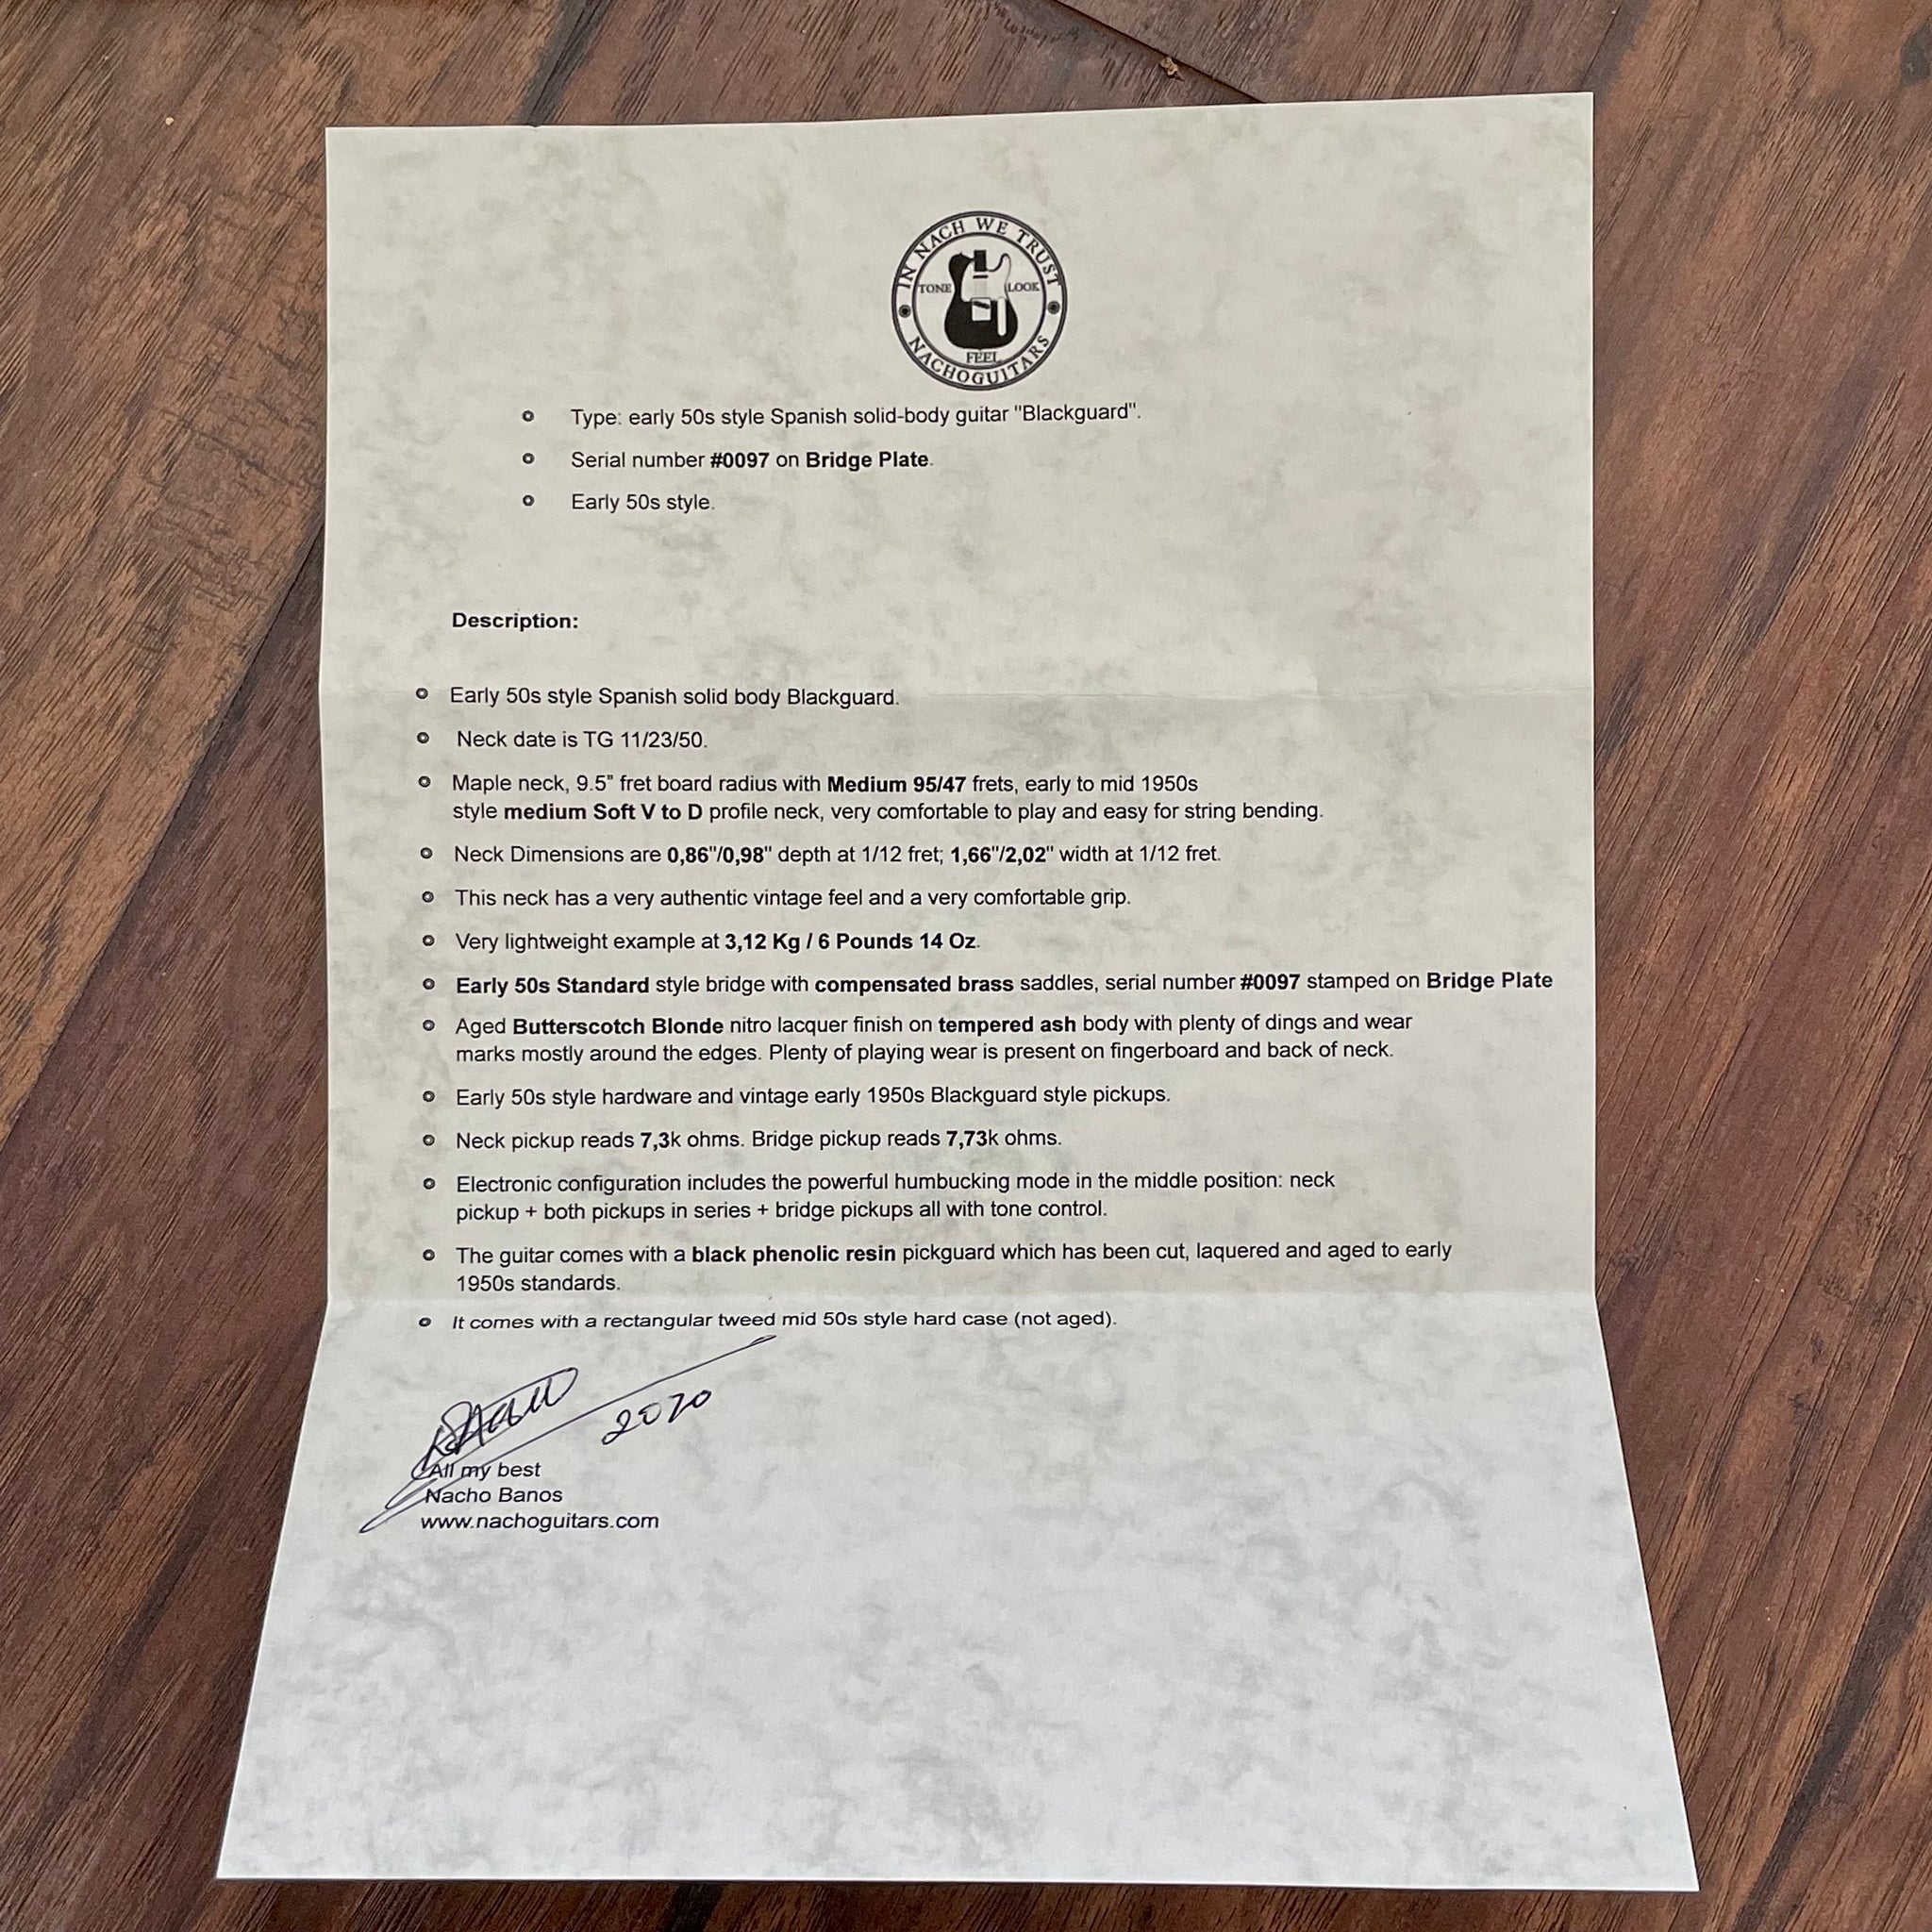 IN NACH WE TRUST
TONE
LOOK
FEEL
NACHOGUITARS
Type: early 50s style Spanish solid-body guitar "Blackguard".
Serial number #0097 on Bridge Plate.
Early 50s style.
Description:
Early 50s style Spanish solid body Blackguard.
Neck date is TG 11/23/50.
Maple neck, 9.5" fret board radius with Medium 95/47 frets, early to mid 1950s
style medium Soft V to D profile neck, very comfortable to play and easy for string bending.
Neck Dimensions are 0,86"/0,98" depth at 1/12 fret; 1,66"/2,02" width at 1/12 fret.
This neck has a very authentic vintage feel and a very comfortable grip.
Very lightweight example at 3,12 Kg / 6 Pounds 14 Oz.
Early 50s Standard style bridge with compensated brass saddles, serial number #0097 stamped on Bridge Plate
Aged Butterscotch Blonde nitro lacquer finish on tempered ash body with plenty of dings and wear
marks mostly around the edges. Plenty of playing wear is present on fingerboard and back of neck.
Early 50s style hardware and vintage early 1950s Blackguard style pickups.
Neck pickup reads 7,3k ohms. Bridge pickup reads 7,73k ohms.
Electronic configuration includes the powerful humbucking mode in the middle position: neck
pickup + both pickups in series + bridge pickups all with tone control.
The guitar comes with a black phenolic resin pickguard which has been cut, laquered and aged to early
1950s standards.
It comes with a rectangular tweed mid 50s style hard case (not aged).
2020
All my best
Nacho Banos
www.nachoguitars.com